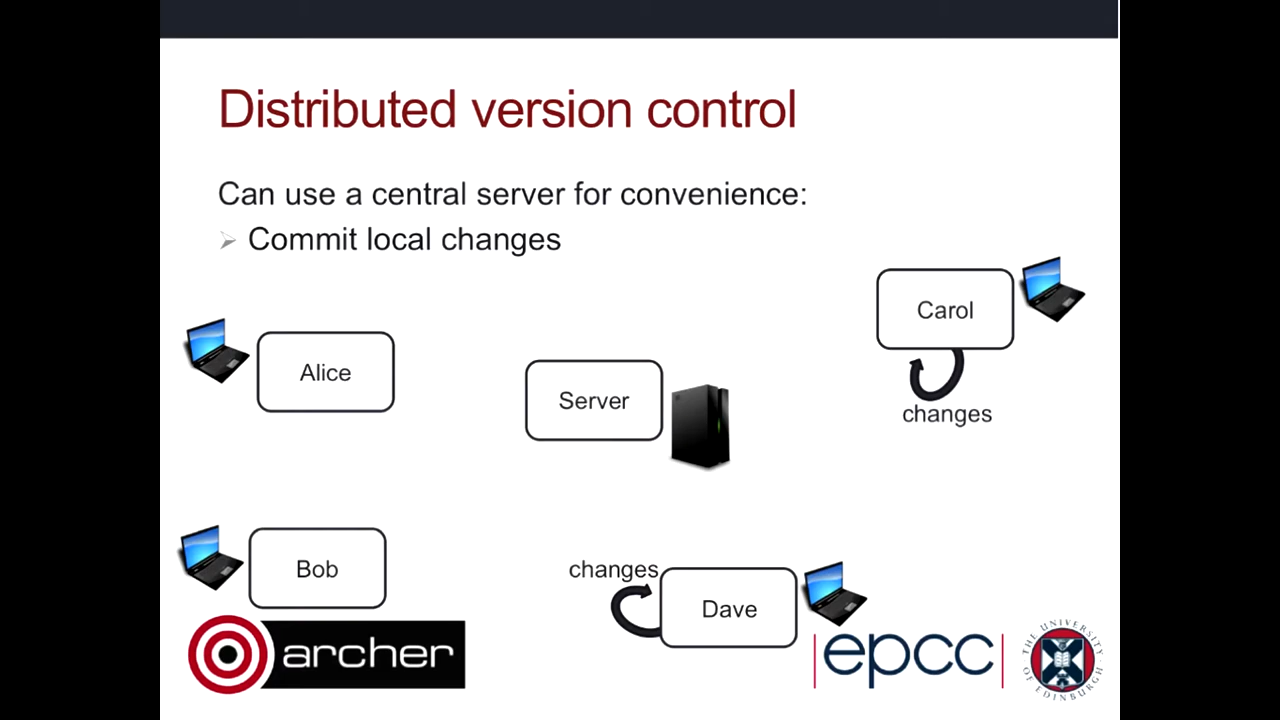 Distributed version control
Can use a central server for convenience:
Commit local changes
Carol
Alice
Server
changes
Bob
changes
Dave
archer
epcc
THE UNIVERSITY OF EDINBURGH